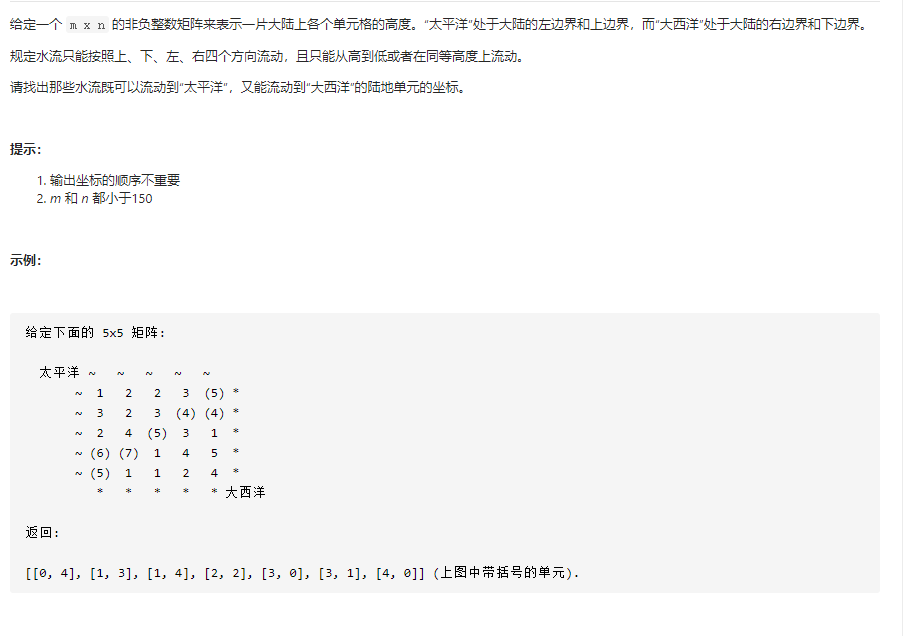 给定一个 m x n 的非负整数矩阵来表示一片大陆上各个单元格的高度。“太平洋”处于大陆的左边界和上边界，而“大西洋”处于大陆的右边界和下边界。
规定水流只能按照上、下、左、右四个方向流动，且只能从高到低或者在同等高度上流动。
请找出那些水流既可以流动到“太平洋”，又能流动到“大西洋”的陆地单元的坐标。
提示：
1. 输出坐标的顺序不重要
2. m 和 n 都小于150
示例：
给定下面的 5x5 矩阵:
太平洋 ~ ~ ~ ~ ~
~ 1 2 2 3 (5) *
~ 3 2 3 (4) (4) *
~ 2 4 (5) 3 1 *
~ (6) (7) 1 4 5 *
~ (5) 1 1 2 4 *
* * * * * 大西洋
返回:
[[0, 4], [1, 3], [1, 4], [2, 2], [3, 0], [3, 1], [4, 0]] (上图中带括号的单元).